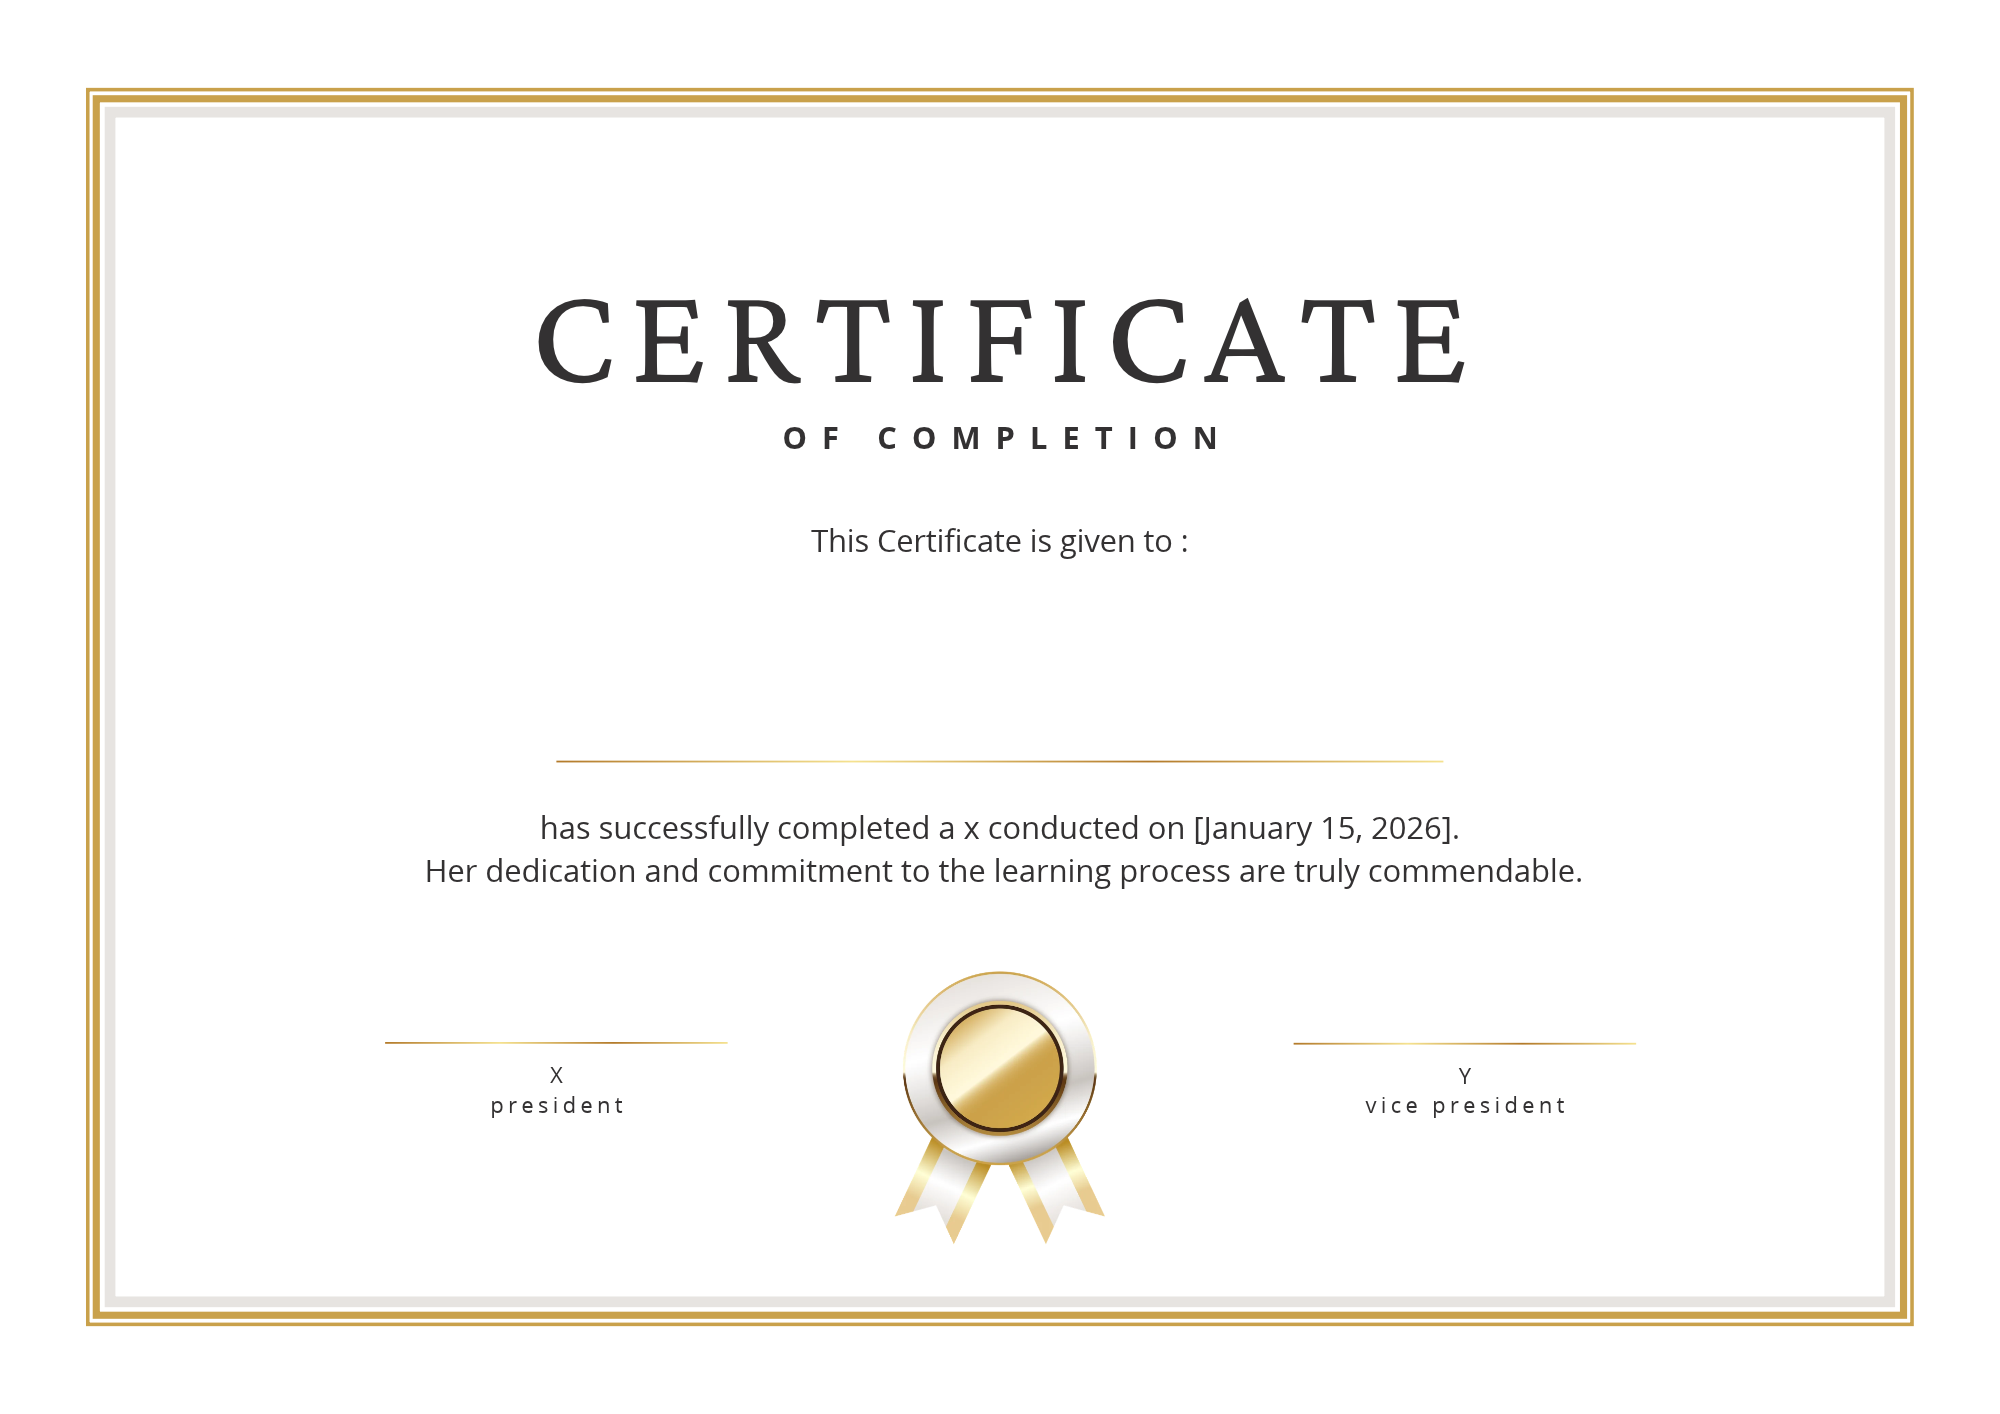 CERTIFICATE
OF COMPLETION
This Certificate is given to :
has successfully completed a x conducted on [January 15, 2026].
Her dedication and commitment to the learning process are truly commendable.
X
president
Y
vice president